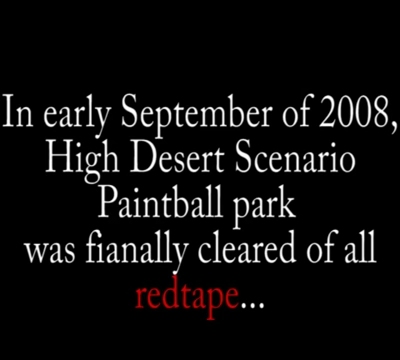 In early September of 2008,
High Desert Scenario
Paintball park
was fianally cleared of all
redtape...